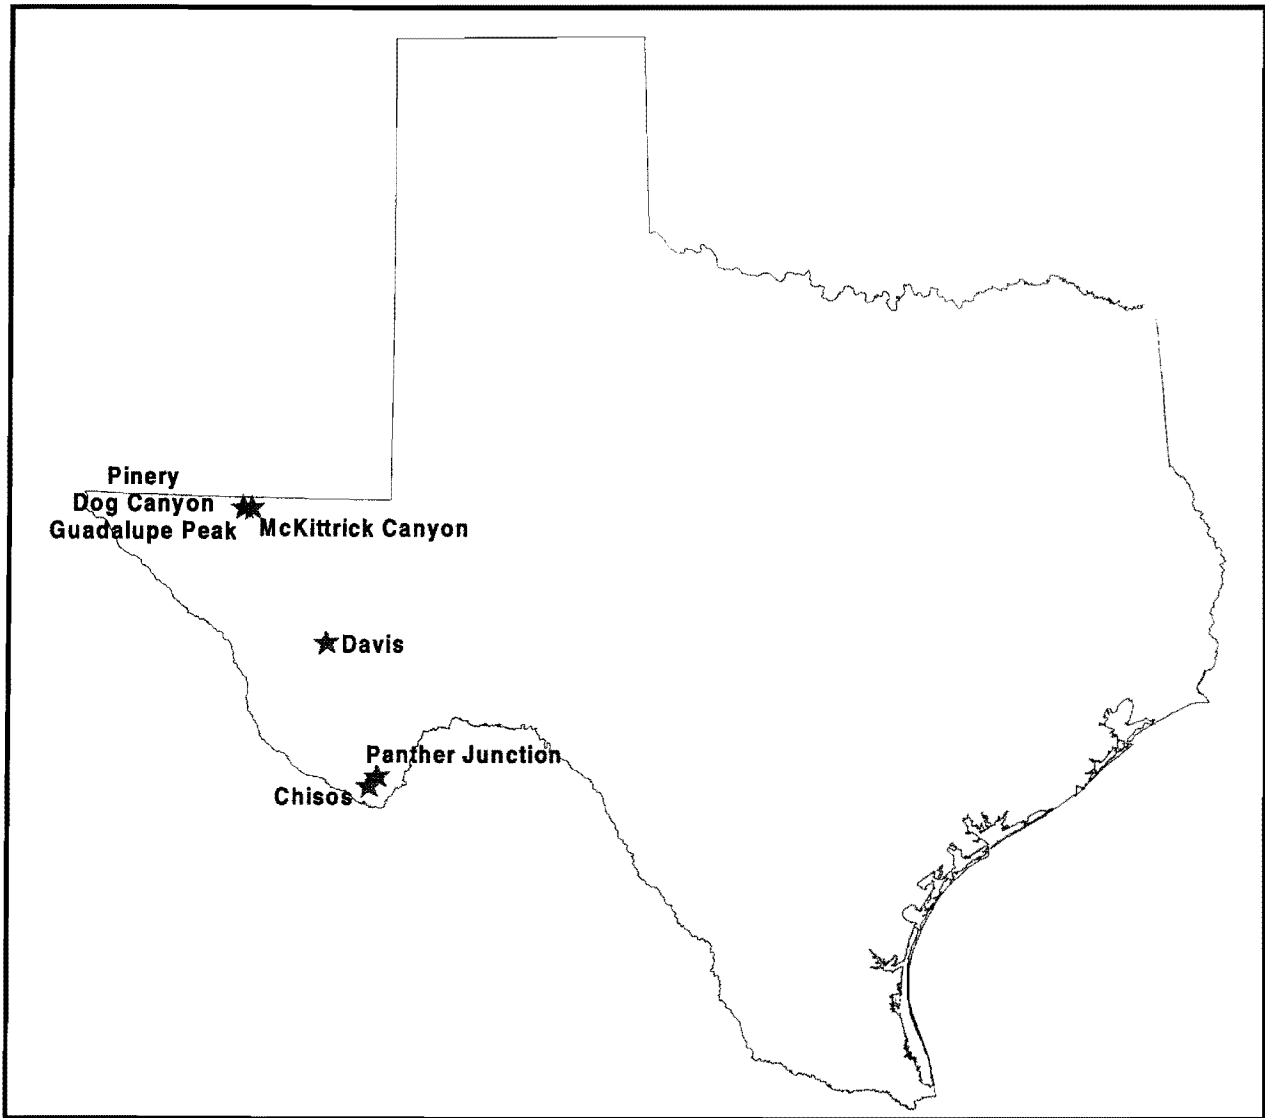 Pinery
Dog Canyon
Guadalupe Peak
McKittrick Canyon
Davis
Panther Junction
Chisos